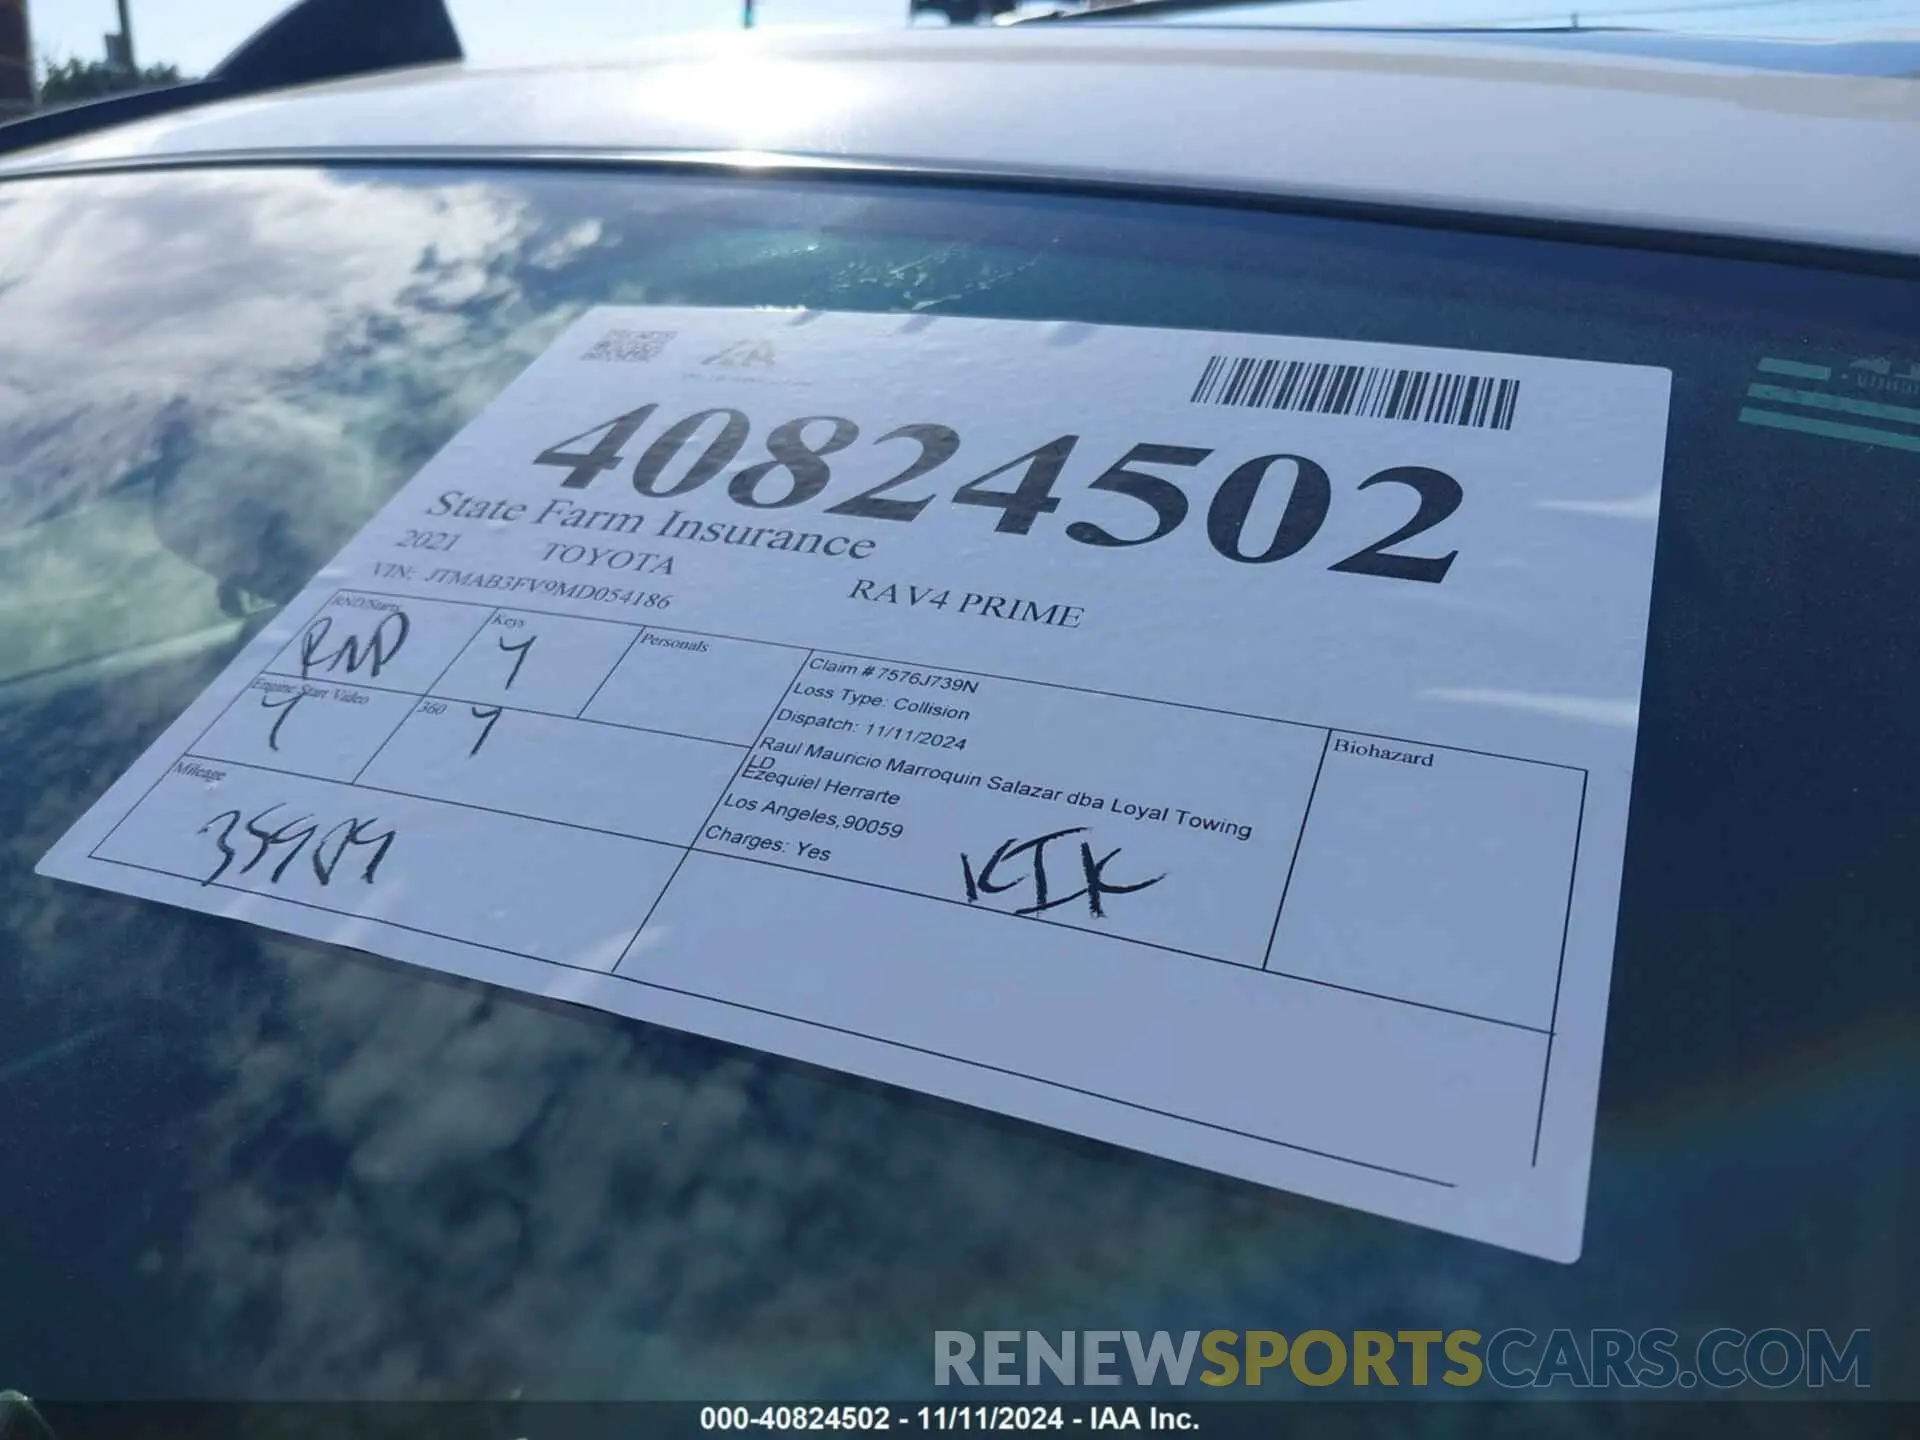 40824502
State Farm Insurance
2021 TOYOTA RAV4 PRIME
VIN: JTMAB3FV9MD054186
RND/Starts
RND
Keys
Y
Personals
Engine Start Video
Y
360
Y
Mileage
Claim # 7576J739N
Loss Type: Collision
Dispatch: 11/11/2024
Raul Mauricio Marroquin Salazar dba Loyal Towing
LD
Ezequiel Herrarte
Los Angeles,90059
Charges: Yes
Biohazard
RENEWSPORTSCARS.COM
000-40824502 - 11/11/2024 - IAA Inc.